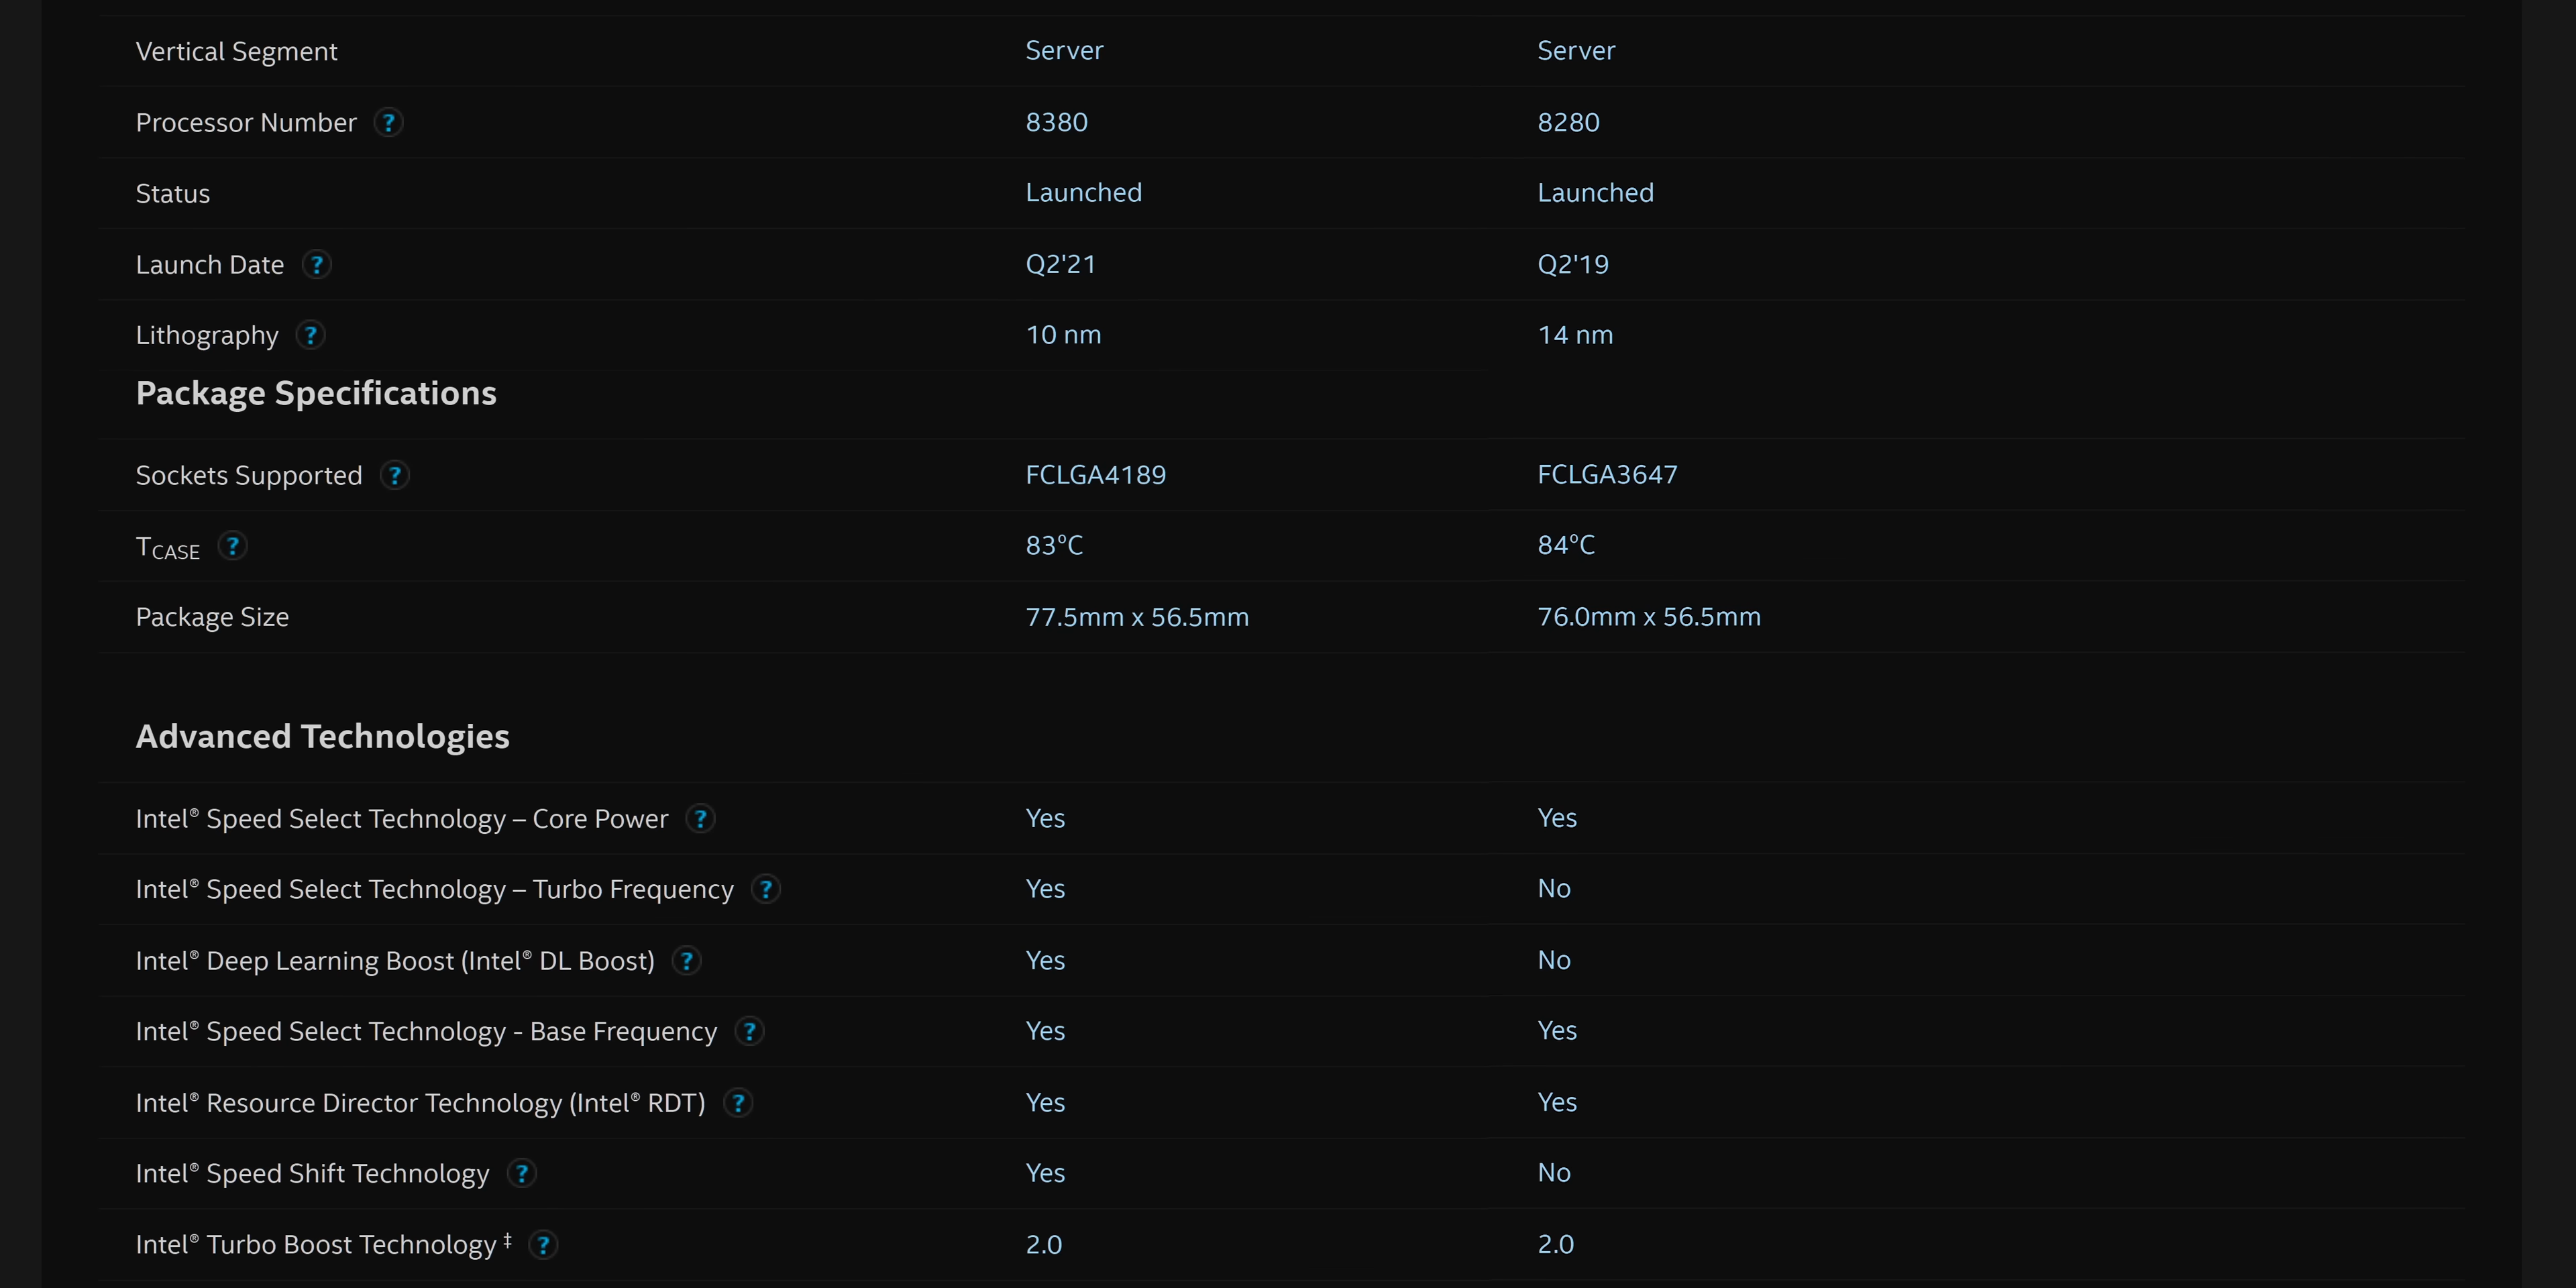 Vertical Segment Server Server
Processor Number ? 8380 8280
Status Launched Launched
Launch Date ? Q2'21 Q2'19
Lithography ? 10 nm 14 nm
Package Specifications
Sockets Supported ? FCLGA4189 FCLGA3647
TCASE ? 83°C 84°C
Package Size 77.5mm x 56.5mm 76.0mm x 56.5mm
Advanced Technologies
Intel® Speed Select Technology – Core Power ? Yes Yes
Intel® Speed Select Technology – Turbo Frequency ? Yes No
Intel® Deep Learning Boost (Intel® DL Boost) ? Yes No
Intel® Speed Select Technology - Base Frequency ? Yes Yes
Intel® Resource Director Technology (Intel® RDT) ? Yes Yes
Intel® Speed Shift Technology ? Yes No
Intel® Turbo Boost Technology ‡ ? 2.0 2.0